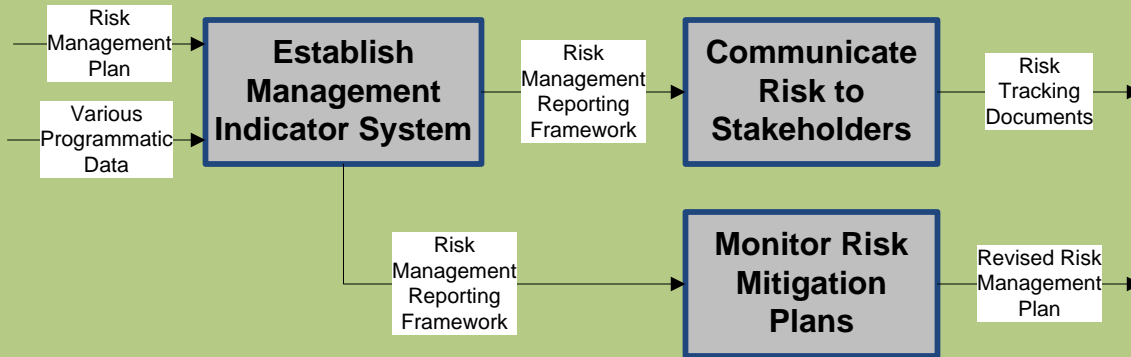 Risk
Management
Plan
Various
Programmatic
Data
Establish
Management
Indicator System
Risk
Management
Reporting
Framework
Communicate
Risk to
Stakeholders
Risk
Tracking
Documents
Risk
Management
Reporting
Framework
Monitor Risk
Mitigation
Plans
Revised Risk
Management
Plan